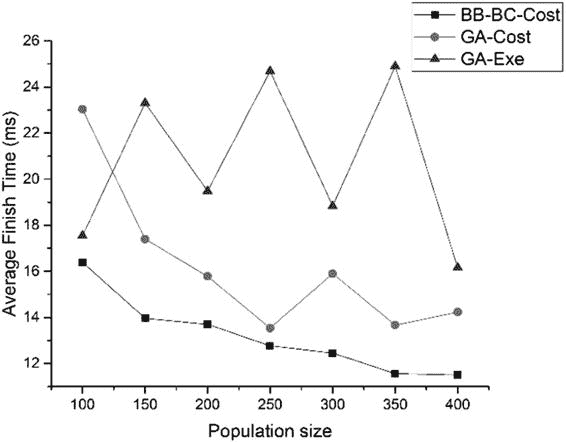 BB-BC-Cost
GA-Cost
GA-Exe
26
24
22
20
18
16
14
12
Average Finish Time (ms)
100 150 200 250 300 350 400
Population size